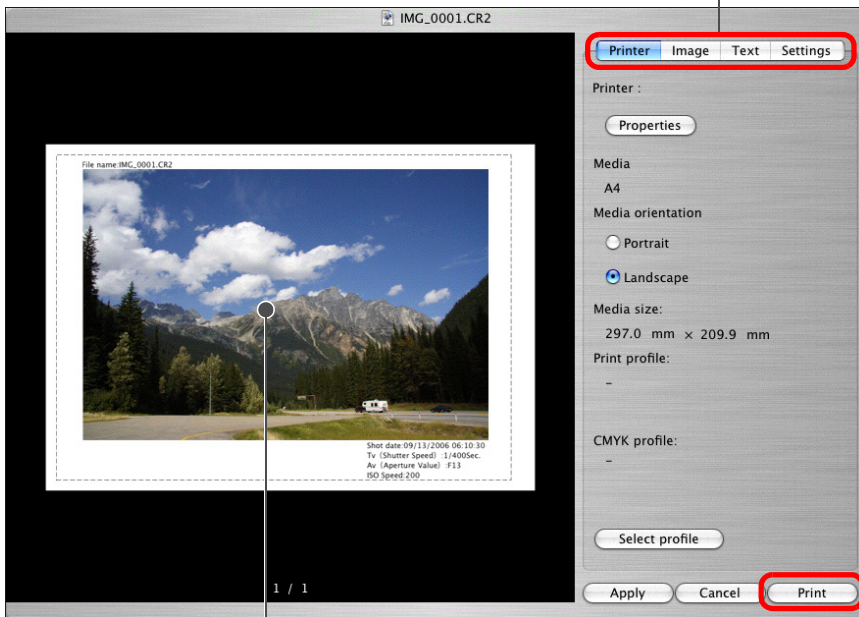 IMG_0001.CR2
Printer Image Text Settings
Printer :
Properties
Media
A4
Media orientation
Portrait
Landscape
Media size:
297.0 mm × 209.9 mm
Print profile:
–
CMYK profile:
–
Select profile
File name:IMG_0001.CR2
Shot date:09/13/2006 06:10:30
Tv (Shutter Speed) :1/400Sec.
Av (Aperture Value) :F13
ISO Speed:200
1 / 1
Apply Cancel Print